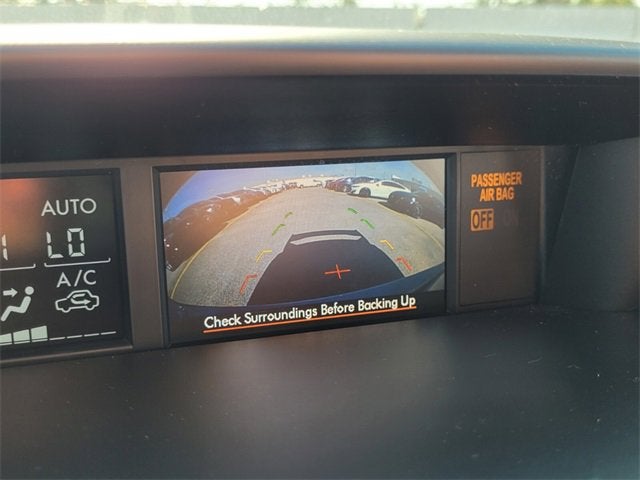 AUTO
LO
A/C
Check Surroundings Before Backing Up
PASSENGER
AIR BAG
OFF